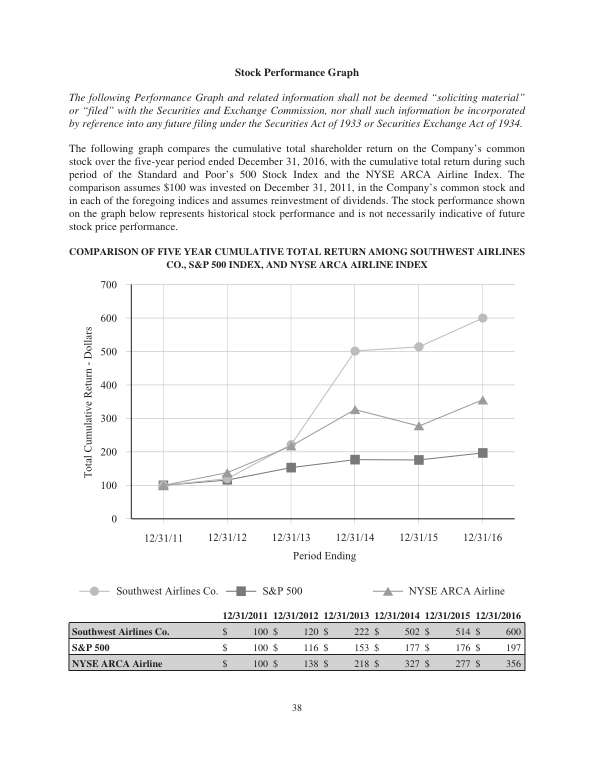 Stock Performance Graph
The following Performance Graph and related information shall not be deemed “soliciting material”
or “filed” with the Securities and Exchange Commission, nor shall such information be incorporated
by reference into any future filing under the Securities Act of 1933 or Securities Exchange Act of 1934.
The following graph compares the cumulative total shareholder return on the Company’s common
stock over the five-year period ended December 31, 2016, with the cumulative total return during such
period of the Standard and Poor’s 500 Stock Index and the NYSE ARCA Airline Index. The
comparison assumes $100 was invested on December 31, 2011, in the Company’s common stock and
in each of the foregoing indices and assumes reinvestment of dividends. The stock performance shown
on the graph below represents historical stock performance and is not necessarily indicative of future
stock price performance.
COMPARISON OF FIVE YEAR CUMULATIVE TOTAL RETURN AMONG SOUTHWEST AIRLINES
CO., S&P 500 INDEX, AND NYSE ARCA AIRLINE INDEX
Total Cumulative Return - Dollars
700
600
500
400
300
200
100
0
12/31/11 12/31/12 12/31/13 12/31/14 12/31/15 12/31/16
Period Ending
Southwest Airlines Co. S&P 500 NYSE ARCA Airline
12/31/2011 12/31/2012 12/31/2013 12/31/2014 12/31/2015 12/31/2016
Southwest Airlines Co. $ 100 $ 120 $ 222 $ 502 $ 514 $ 600
S&P 500 $ 100 $ 116 $ 153 $ 177 $ 176 $ 197
NYSE ARCA Airline $ 100 $ 138 $ 218 $ 327 $ 277 $ 356
38